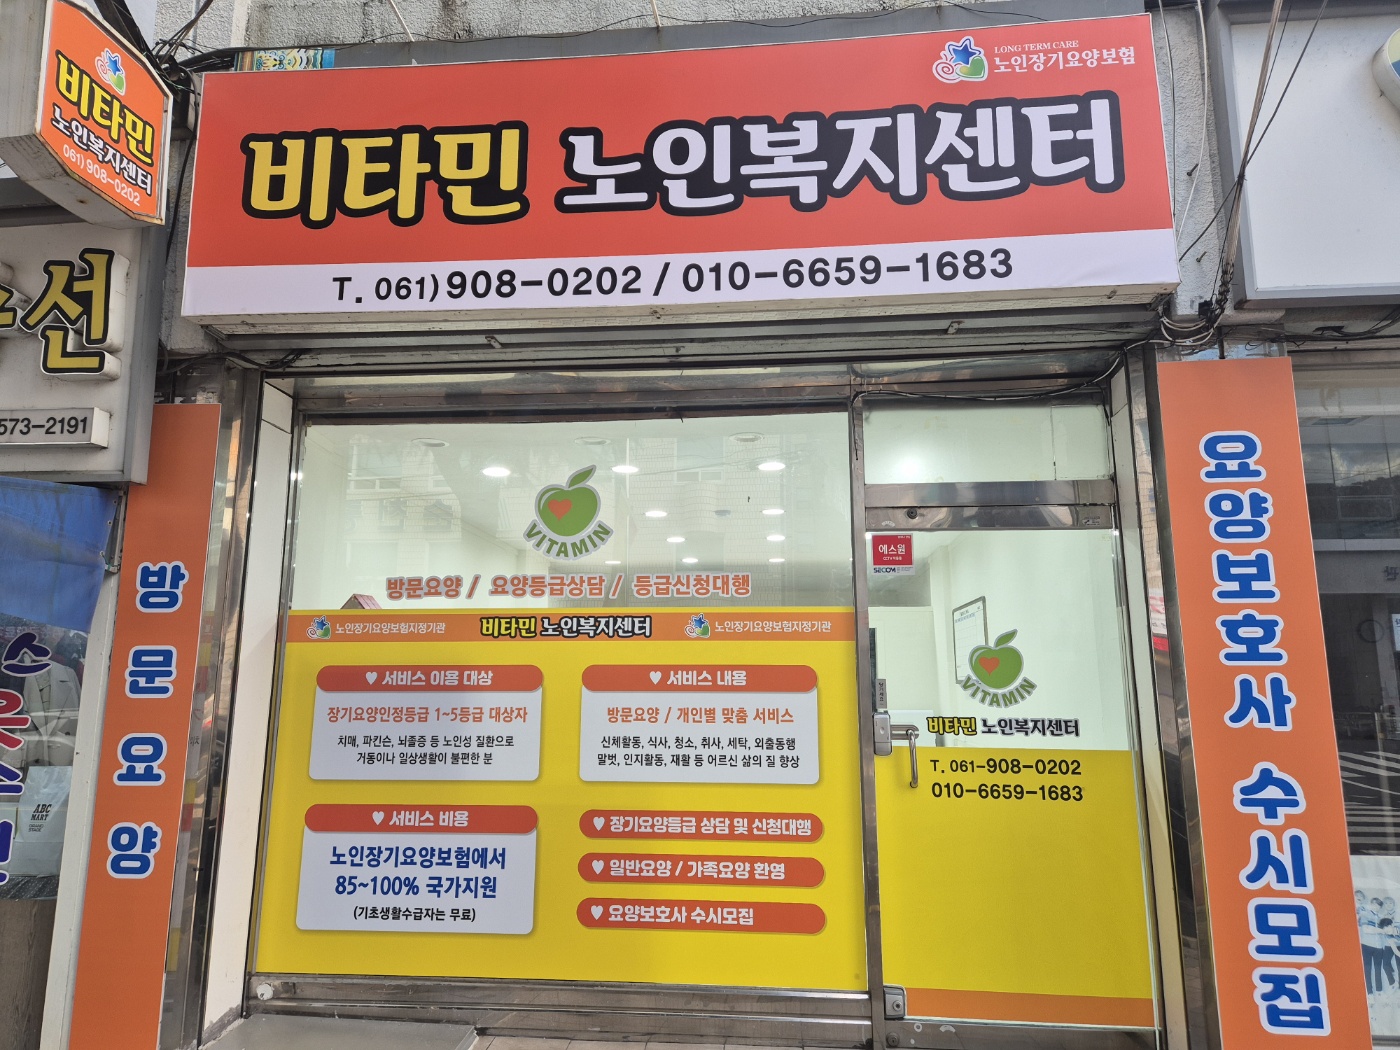 비타민
노인복지센터
061) 908-0202
LONG TERM CARE
노인장기요양보험
비타민 노인복지센터
T. 061) 908-0202 / 010-6659-1683
선
573-2191
방문요양
요양보호사 수시모집
VITAMIN
방문요양 / 요양등급상담 / 등급신청대행
노인장기요양보험지정기관 비타민 노인복지센터 노인장기요양보험지정기관
♥ 서비스 이용 대상
장기요양인정등급 1~5등급 대상자
치매, 파킨슨, 뇌졸증 등 노인성 질환으로
거동이나 일상생활이 불편한 분
♥ 서비스 내용
방문요양 / 개인별 맞춤 서비스
신체활동, 식사, 청소, 취사, 세탁, 외출동행
말벗, 인지활동, 재활 등 어르신 삶의 질 향상
♥ 서비스 비용
노인장기요양보험에서
85~100% 국가지원
(기초생활수급자는 무료)
♥ 장기요양등급 상담 및 신청대행
♥ 일반요양 / 가족요양 환영
♥ 요양보호사 수시모집
에스원
SECOM
VITAMIN
비타민 노인복지센터
T. 061-908-0202
010-6659-1683
ABC
MART